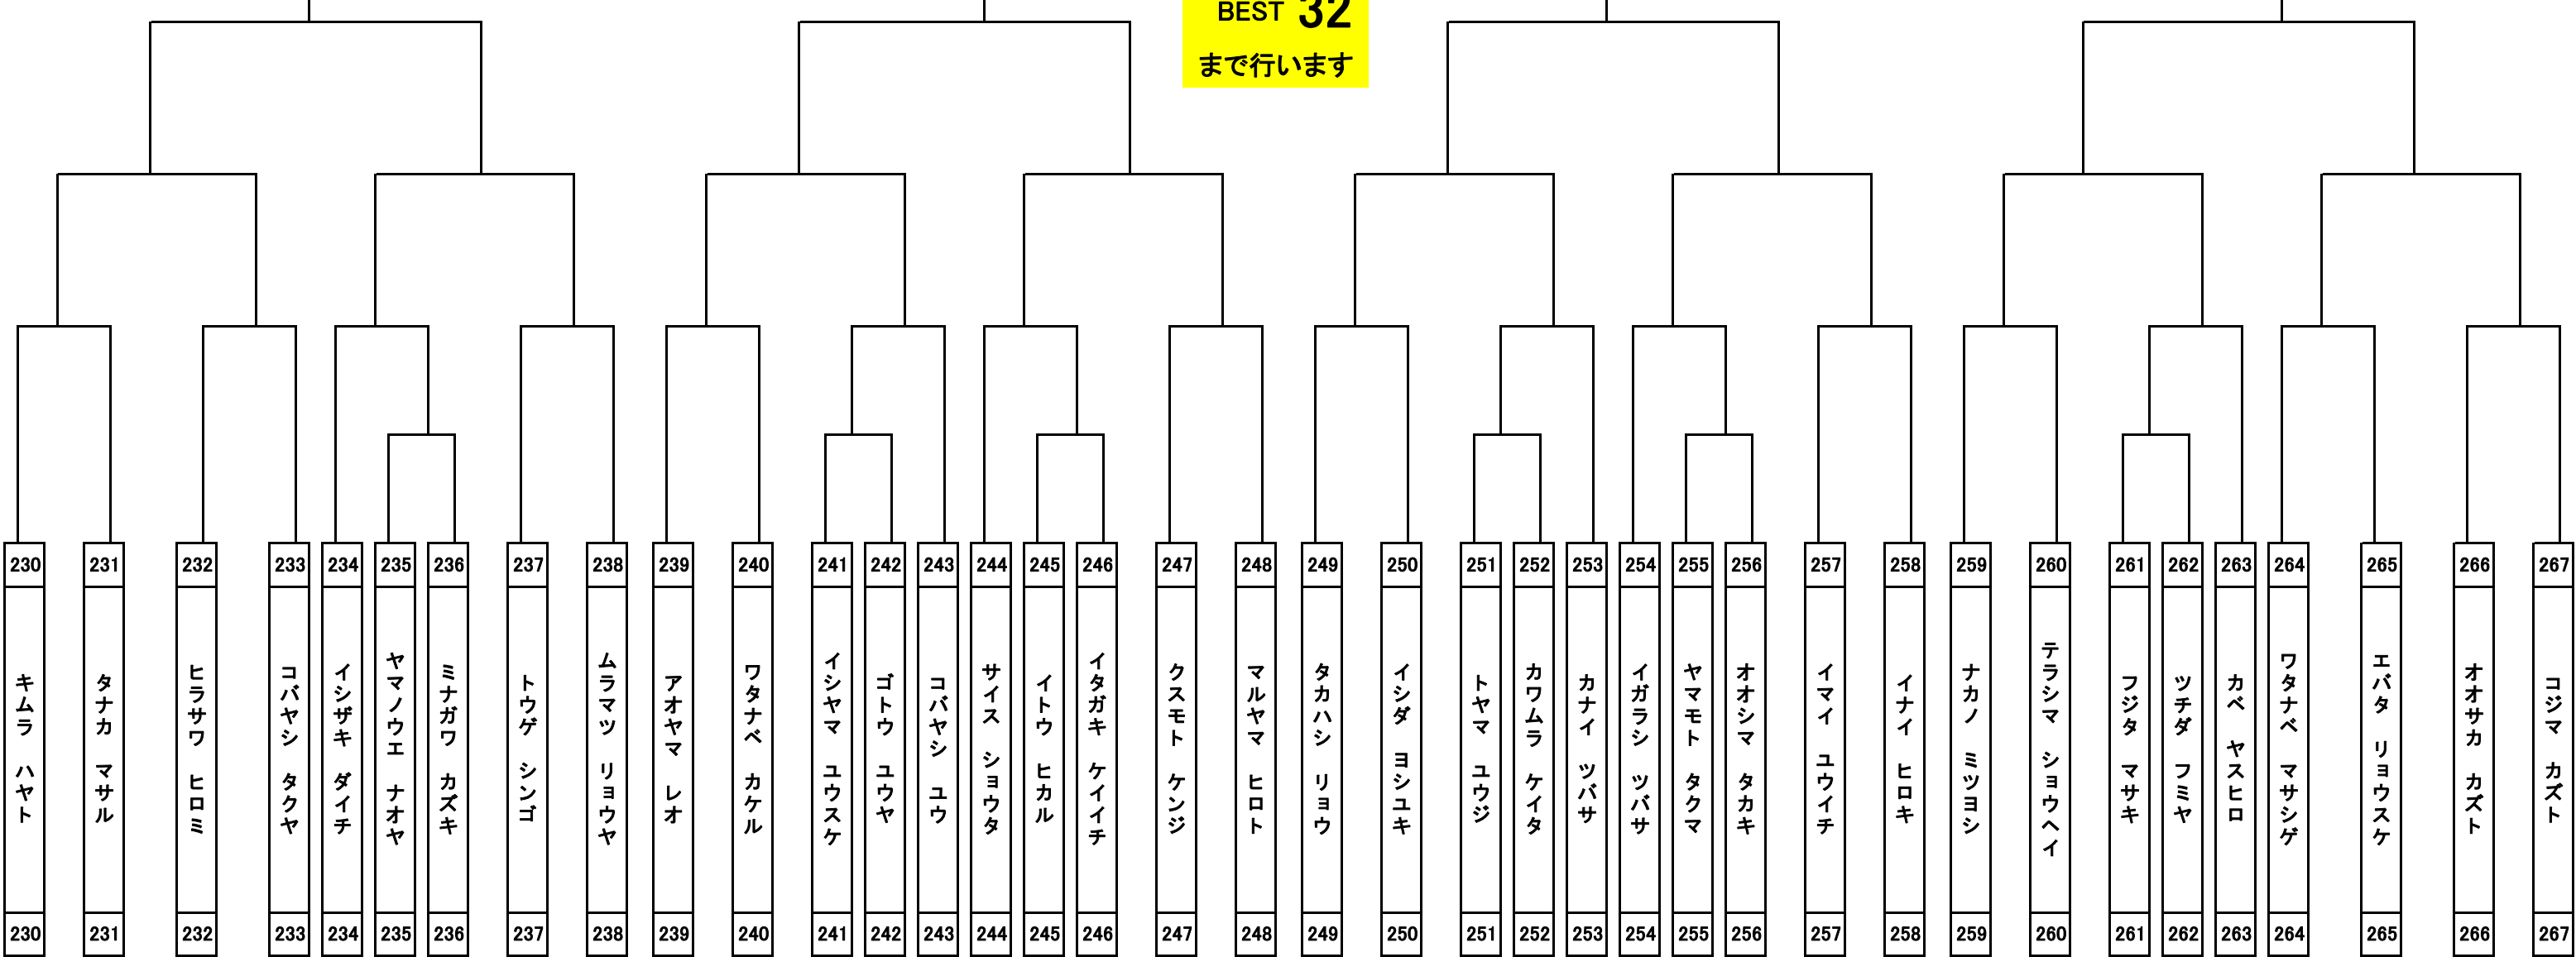 BEST 32
まで行います
230 231 232 233 234 235 236 237 238 239 240 241 242 243 244 245 246 247 248 249 250 251 252 253 254 255 256 257 258 259 260 261 262 263 264 265 266 267
キムラ ハヤト
タナカ マサル
ヒラサワ ヒロミ
コバヤシ タクヤ
イシザキ ダイチ
ヤマノウエ ナオヤ
ミナガワ カズキ
トウゲ シンゴ
ムラマツ リョウヤ
アオヤマ レオ
ワタナベ カケル
イシヤマ ユウスケ
ゴトウ ユウヤ
コバヤシ ユウ
サイス ショウタ
イトウ ヒカル
イタガキ ケイイチ
クスモト ケンジ
マルヤマ ヒロト
タカハシ リョウ
イシダ ヨシユキ
トヤマ ユウジ
カワムラ ケイタ
カナイ ツバサ
イガラシ ツバサ
ヤマモト タクマ
オオシマ タカキ
イマイ ユウイチ
イナイ ヒロキ
ナカノ ミツヨシ
テラシマ ショウヘイ
フジタ マサキ
ツチダ フミヤ
カベ ヤスヒロ
ワタナベ マサシゲ
エバタ リョウスケ
オオサカ カズト
コジマ カズト
230 231 232 233 234 235 236 237 238 239 240 241 242 243 244 245 246 247 248 249 250 251 252 253 254 255 256 257 258 259 260 261 262 263 264 265 266 267